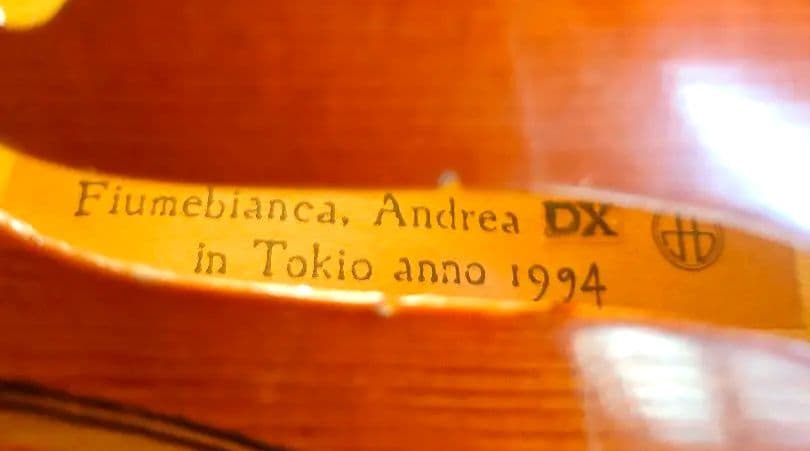 Fiumebianca, Andrea DX
in Tokio anno 1994